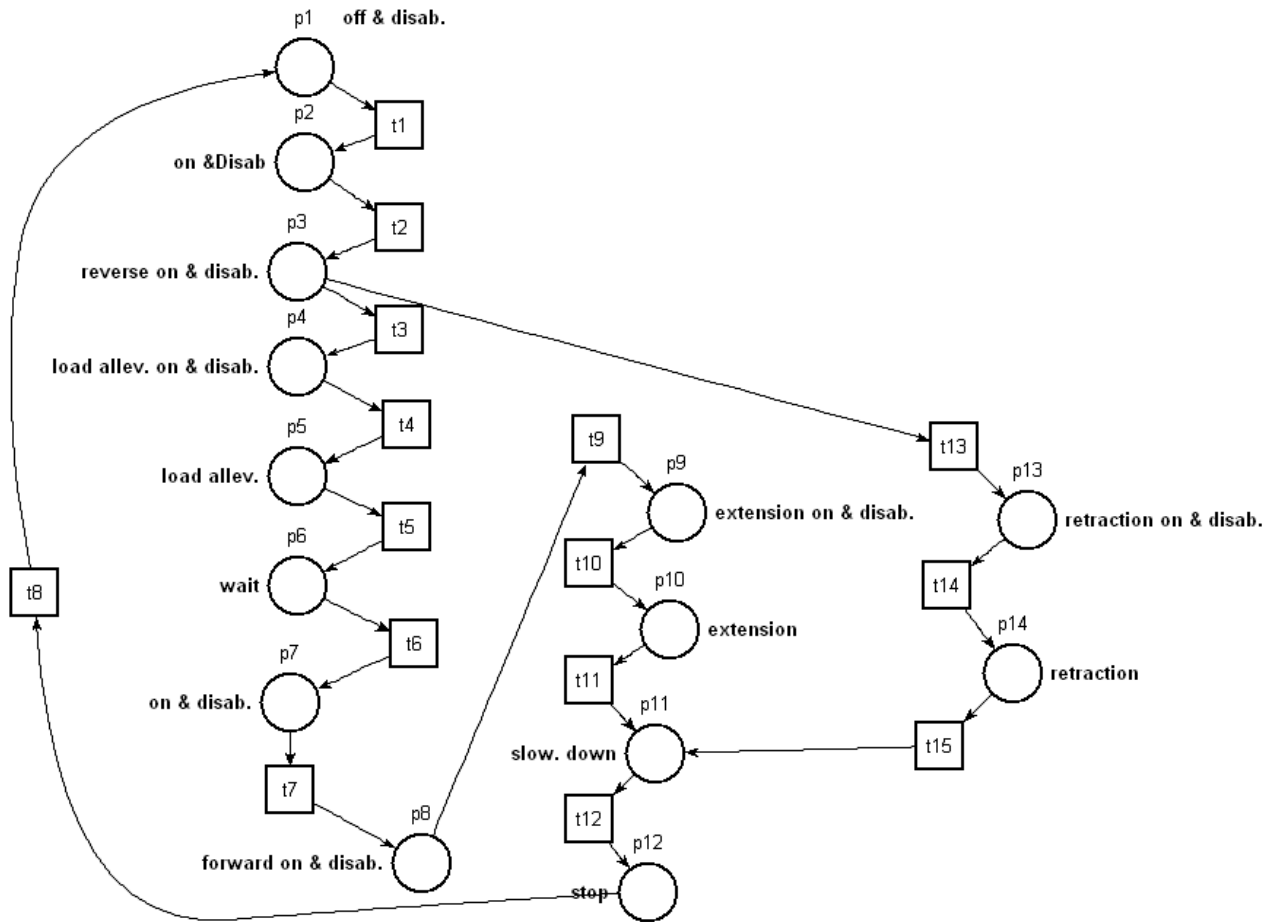 p1 off & disab.
t1
p2
on &Disab
t2
p3
reverse on & disab.
t3
p4
load allev. on & disab.
t4
p5
load allev.
t5
p6
wait
t6
p7
on & disab.
t7
p8
forward on & disab.
t8
t9
p9
extension on & disab.
t10
p10
extension
t11
p11
slow. down
t12
p12
stop
t13
p13
retraction on & disab.
t14
p14
retraction
t15